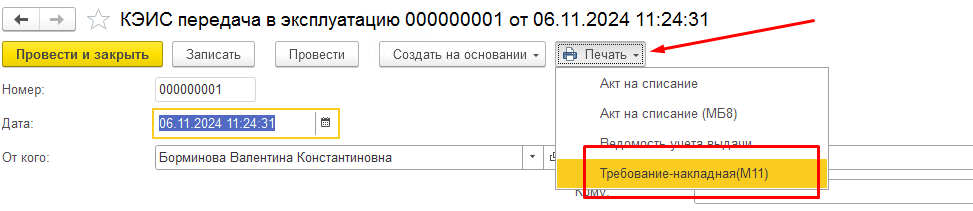 КЭИС передача в эксплуатацию 000000001 от 06.11.2024 11:24:31
Провести и закрыть Записать Провести Создать на основании Печать
Номер: 000000001
Акт на списание
Акт на списание (МБ8)
Дата: 06.11.2024 11:24:31
Ведомость учета выдачи
От кого: Борминова Валентина Константиновна
Требование-накладная(М11)
Кому: